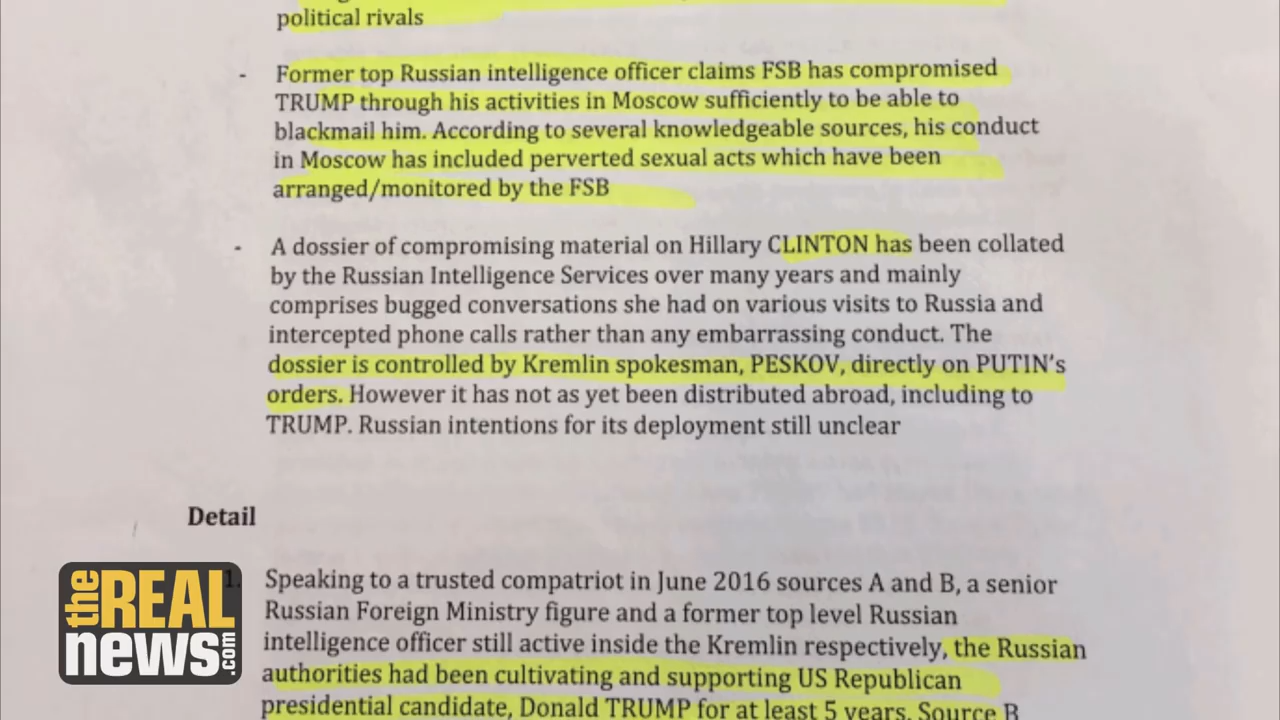 political rivals
- Former top Russian intelligence officer claims FSB has compromised
TRUMP through his activities in Moscow sufficiently to be able to
blackmail him. According to several knowledgeable sources, his conduct
in Moscow has included perverted sexual acts which have been
arranged/monitored by the FSB
- A dossier of compromising material on Hillary CLINTON has been collated
by the Russian Intelligence Services over many years and mainly
comprises bugged conversations she had on various visits to Russia and
intercepted phone calls rather than any embarrassing conduct. The
dossier is controlled by Kremlin spokesman, PESKOV, directly on PUTIN's
orders. However it has not as yet been distributed abroad, including to
TRUMP. Russian intentions for its deployment still unclear
Detail
1. Speaking to a trusted compatriot in June 2016 sources A and B, a senior
Russian Foreign Ministry figure and a former top level Russian
intelligence officer still active inside the Kremlin respectively, the Russian
authorities had been cultivating and supporting US Republican
presidential candidate, Donald TRUMP for at least 5 years. Source B
the REAL
news.com